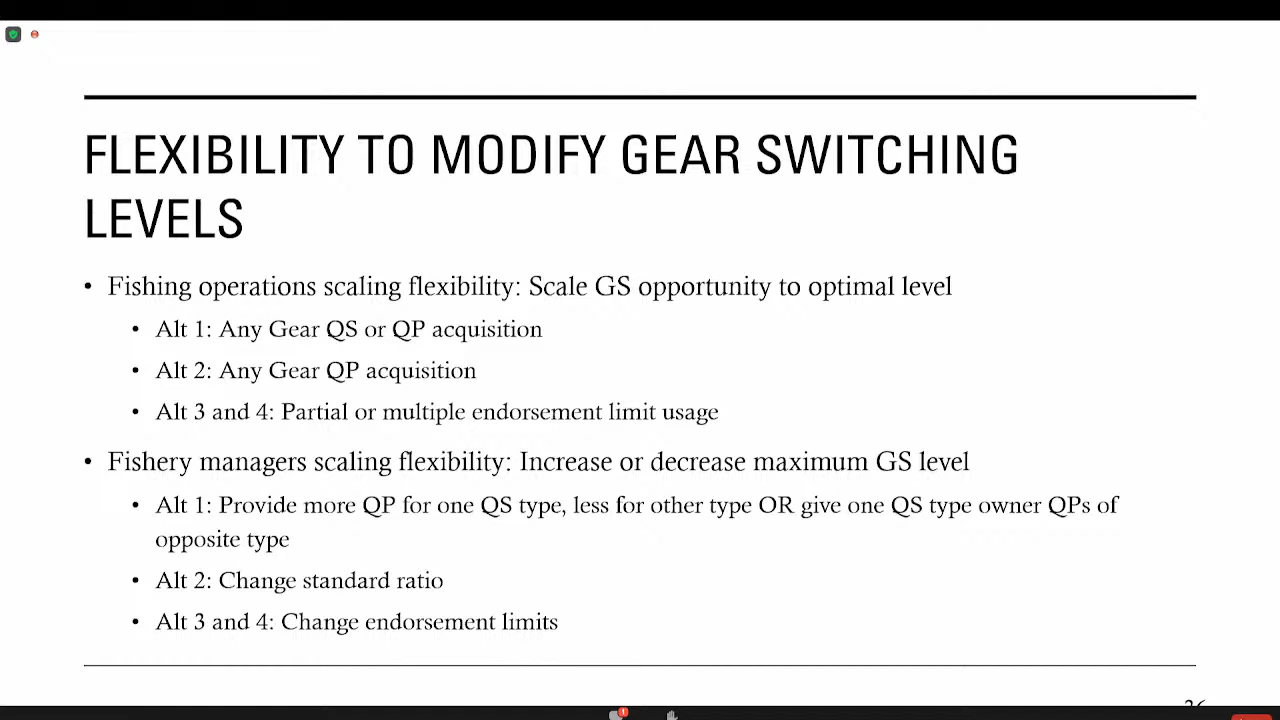 FLEXIBILITY TO MODIFY GEAR SWITCHING
LEVELS
• Fishing operations scaling flexibility: Scale GS opportunity to optimal level
• Alt 1: Any Gear QS or QP acquisition
• Alt 2: Any Gear QP acquisition
• Alt 3 and 4: Partial or multiple endorsement limit usage
• Fishery managers scaling flexibility: Increase or decrease maximum GS level
• Alt 1: Provide more QP for one QS type, less for other type OR give one QS type owner QPs of
opposite type
• Alt 2: Change standard ratio
• Alt 3 and 4: Change endorsement limits